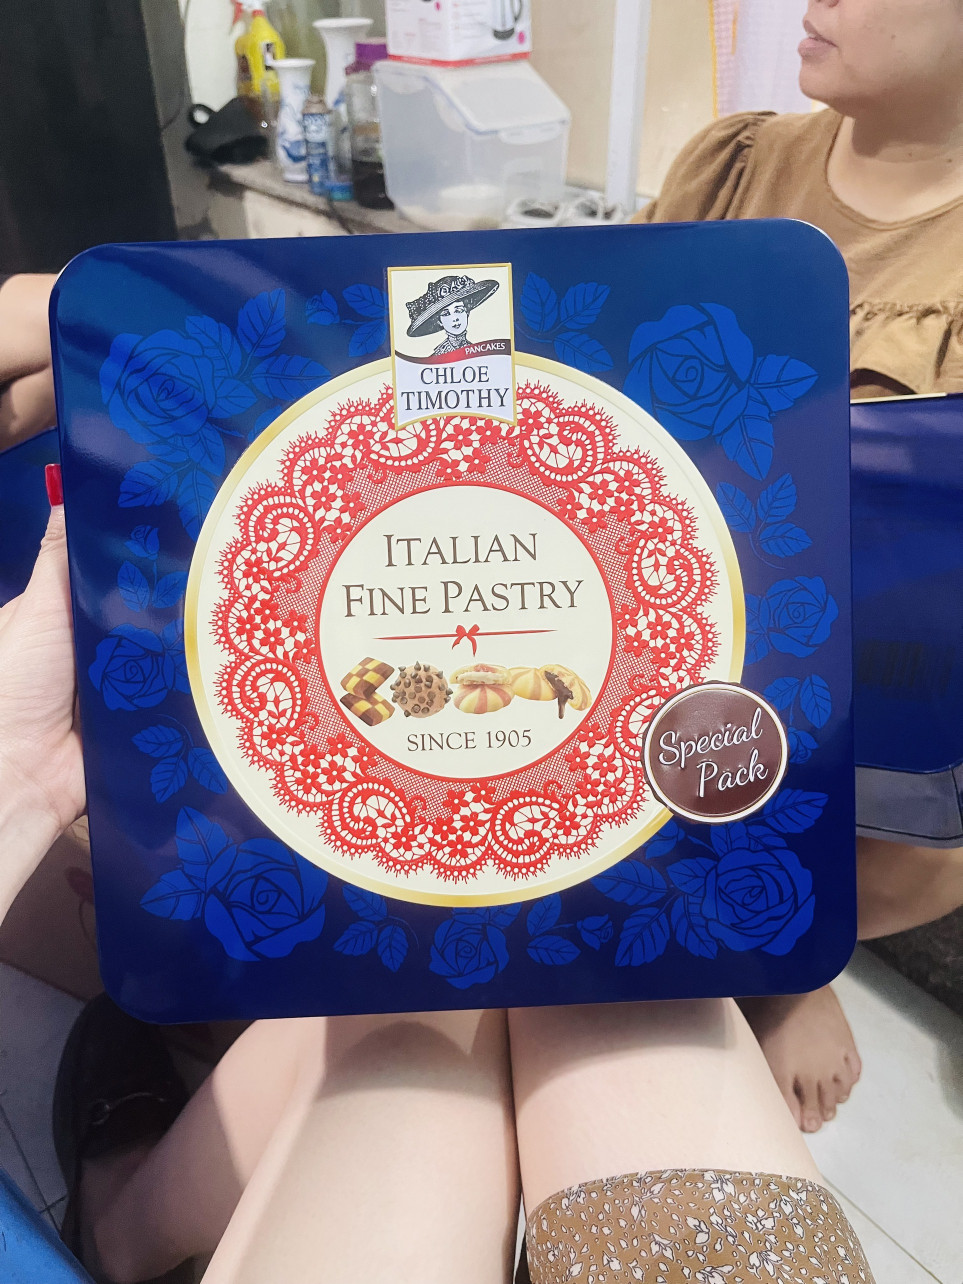 PANCAKES
CHLOE
TIMOTHY
ITALIAN
FINE PASTRY
SINCE 1905
Special
Pack